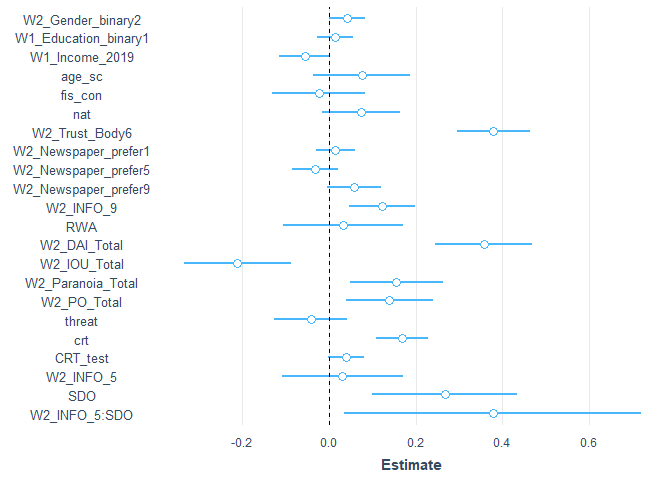 W2_Gender_binary2
W1_Education_binary1
W1_Income_2019
age_sc
fis_con
nat
W2_Trust_Body6
W2_Newspaper_prefer1
W2_Newspaper_prefer5
W2_Newspaper_prefer9
W2_INFO_9
RWA
W2_DAI_Total
W2_IOU_Total
W2_Paranoia_Total
W2_PO_Total
threat
crt
CRT_test
W2_INFO_5
SDO
W2_INFO_5:SDO
-0.2 0.0 0.2 0.4 0.6
Estimate